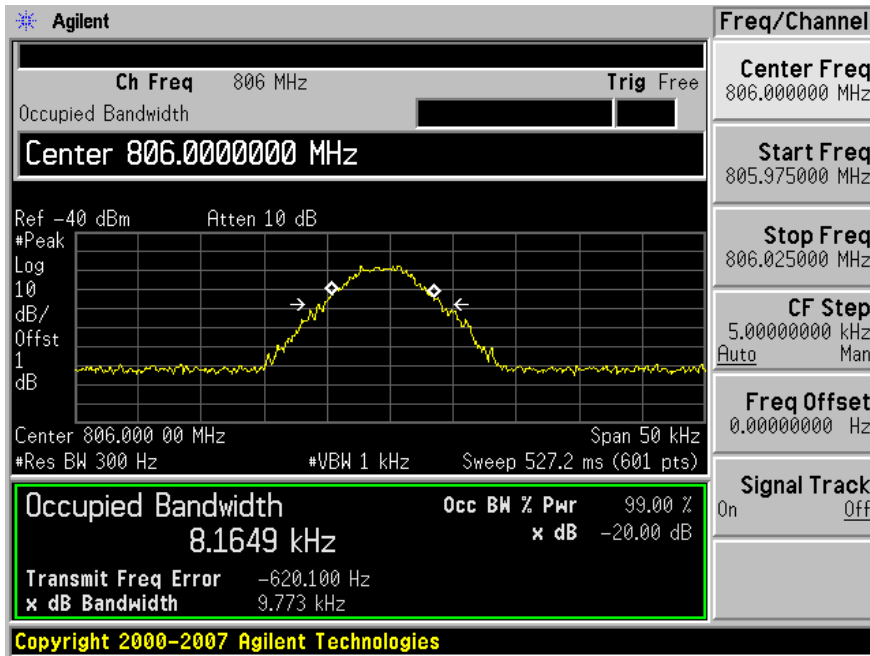 Agilent
Freq/Channel
Ch Freq 806 MHz Trig Free
Occupied Bandwidth
Center 806.0000000 MHz
Ref -40 dBm Atten 10 dB
#Peak
Log
10
dB/
Offst
1
dB
Center 806.000 00 MHz Span 50 kHz
#Res BW 300 Hz #VBW 1 kHz Sweep 527.2 ms (601 pts)
Occupied Bandwidth
8.1649 kHz
Occ BW % Pwr 99.00 %
x dB -20.00 dB
Transmit Freq Error -620.100 Hz
x dB Bandwidth 9.773 kHz
Center Freq
806.000000 MHz
Start Freq
805.975000 MHz
Stop Freq
806.025000 MHz
CF Step
5.00000000 kHz
Auto Man
Freq Offset
0.00000000 Hz
Signal Track
On Off
Copyright 2000-2007 Agilent Technologies